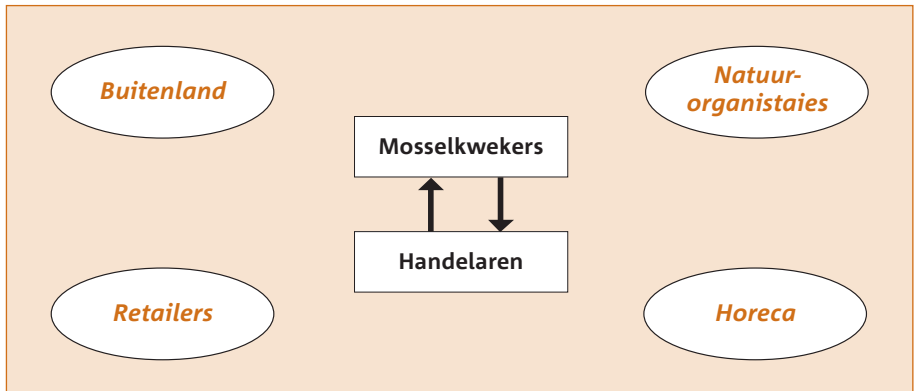 Buitenland
Natuur-
organistaies
Mosselkwekers
Handelaren
Retailers
Horeca